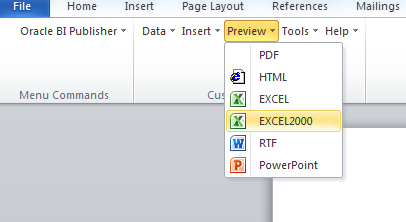 File Home Insert Page Layout References Mailings
Oracle BI Publisher Data Insert Preview Tools Help
PDF
HTML
EXCEL
EXCEL2000
RTF
PowerPoint
Menu Commands Cus